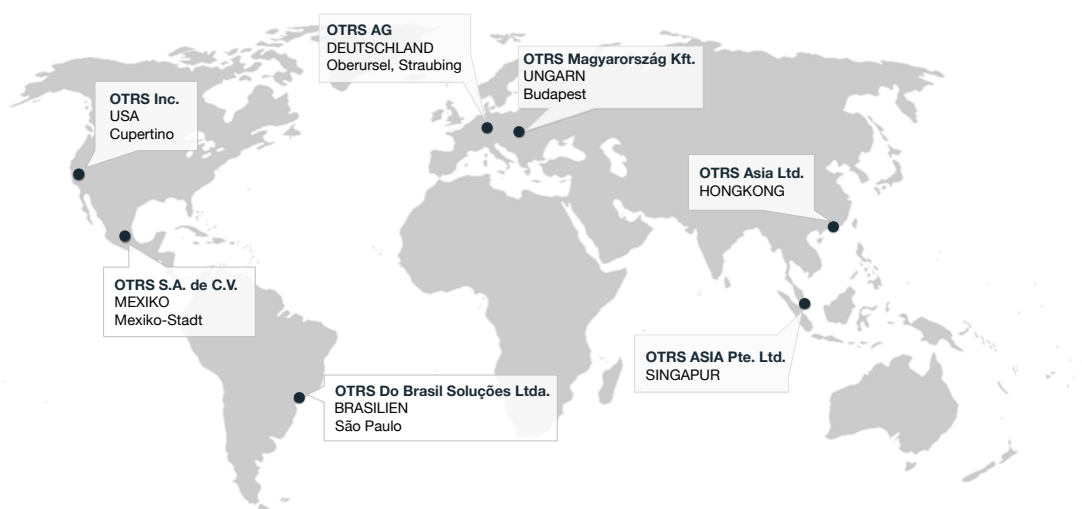 OTRS AG
DEUTSCHLAND
Oberursel, Straubing
OTRS Magyarország Kft.
UNGARN
Budapest
OTRS Inc.
USA
Cupertino
OTRS Asia Ltd.
HONGKONG
OTRS S.A. de C.V.
MEXIKO
Mexiko-Stadt
OTRS ASIA Pte. Ltd.
SINGAPUR
OTRS Do Brasil Soluções Ltda.
BRASILIEN
São Paulo